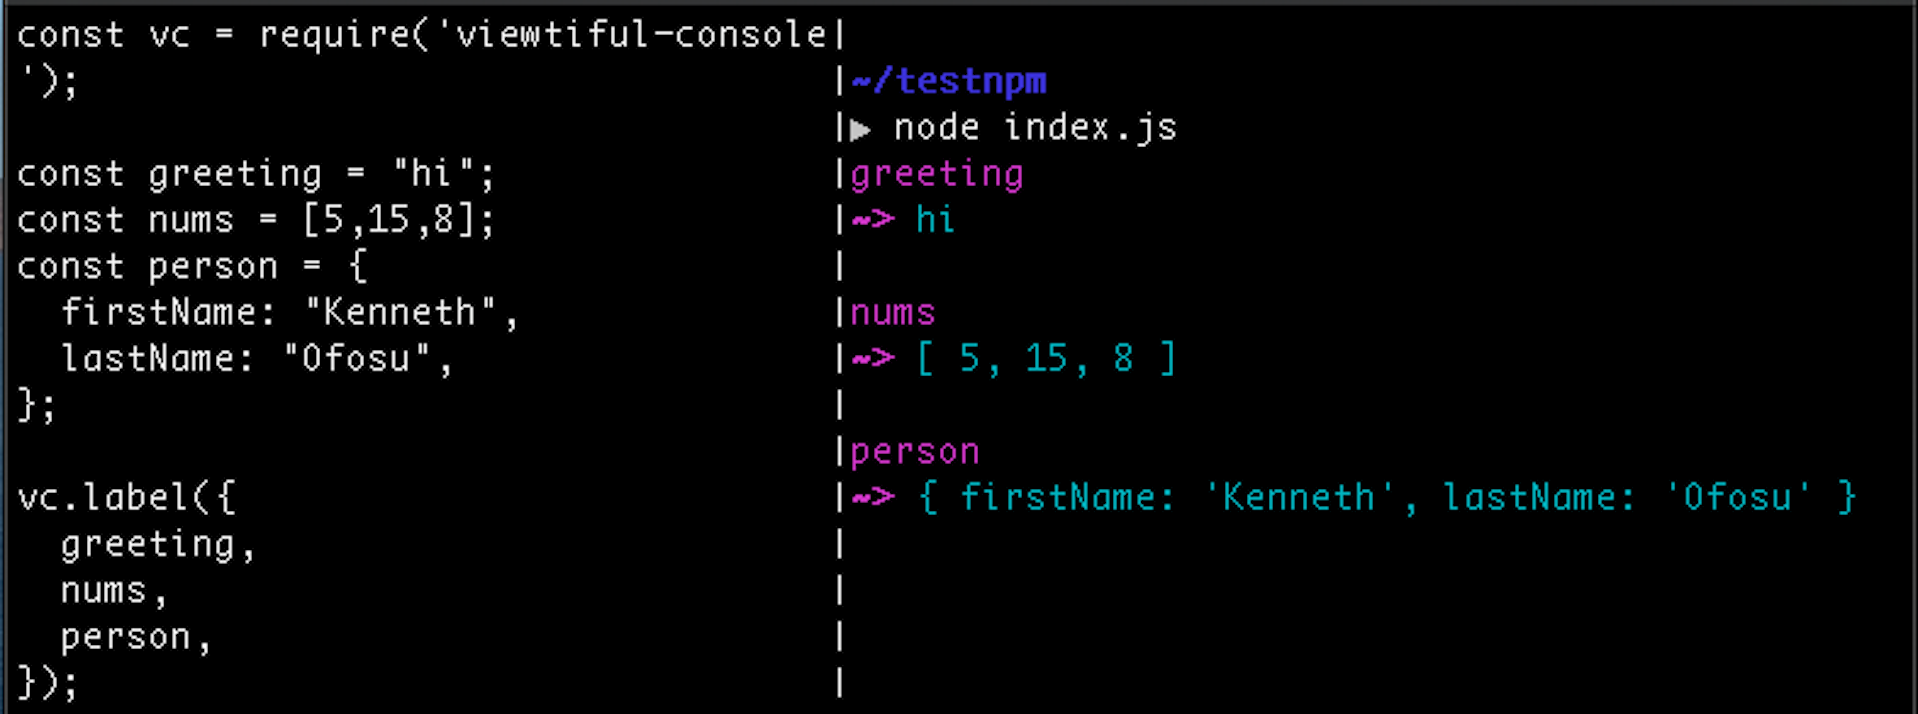 const vc = require('viewtiful-console
');

const greeting = "hi";
const nums = [5,15,8];
const person = {
  firstName: "Kenneth",
  lastName: "Ofosu",
};

vc.label({
  greeting,
  nums,
  person,
});
~/testnpm
▶ node index.js
greeting
~> hi

nums
~> [ 5, 15, 8 ]

person
~> { firstName: 'Kenneth', lastName: 'Ofosu' }